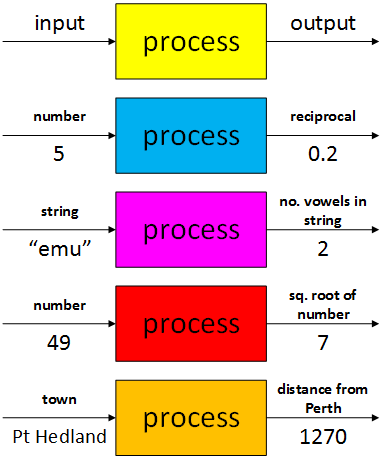 input process output
number process reciprocal
5 0.2
string process no. vowels in
string
“emu” 2
number process sq. root of
number
49 7
town process distance from
Perth
Pt Hedland 1270